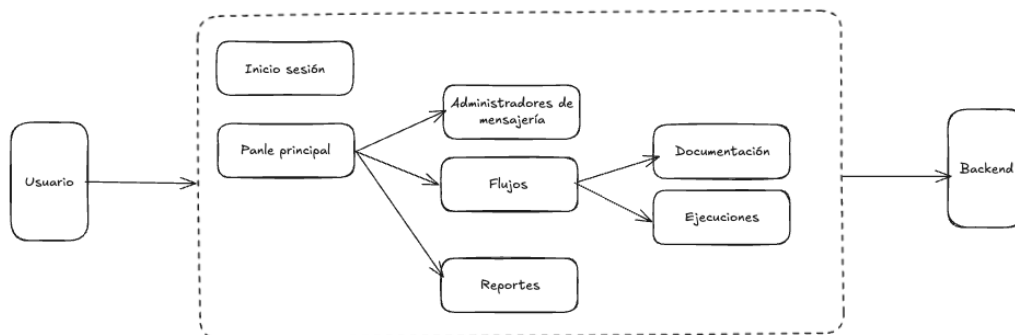 Inicio sesión
Administradores de
mensajería
Panle principal
Documentación
Usuario
Flujos
Backend
Ejecuciones
Reportes